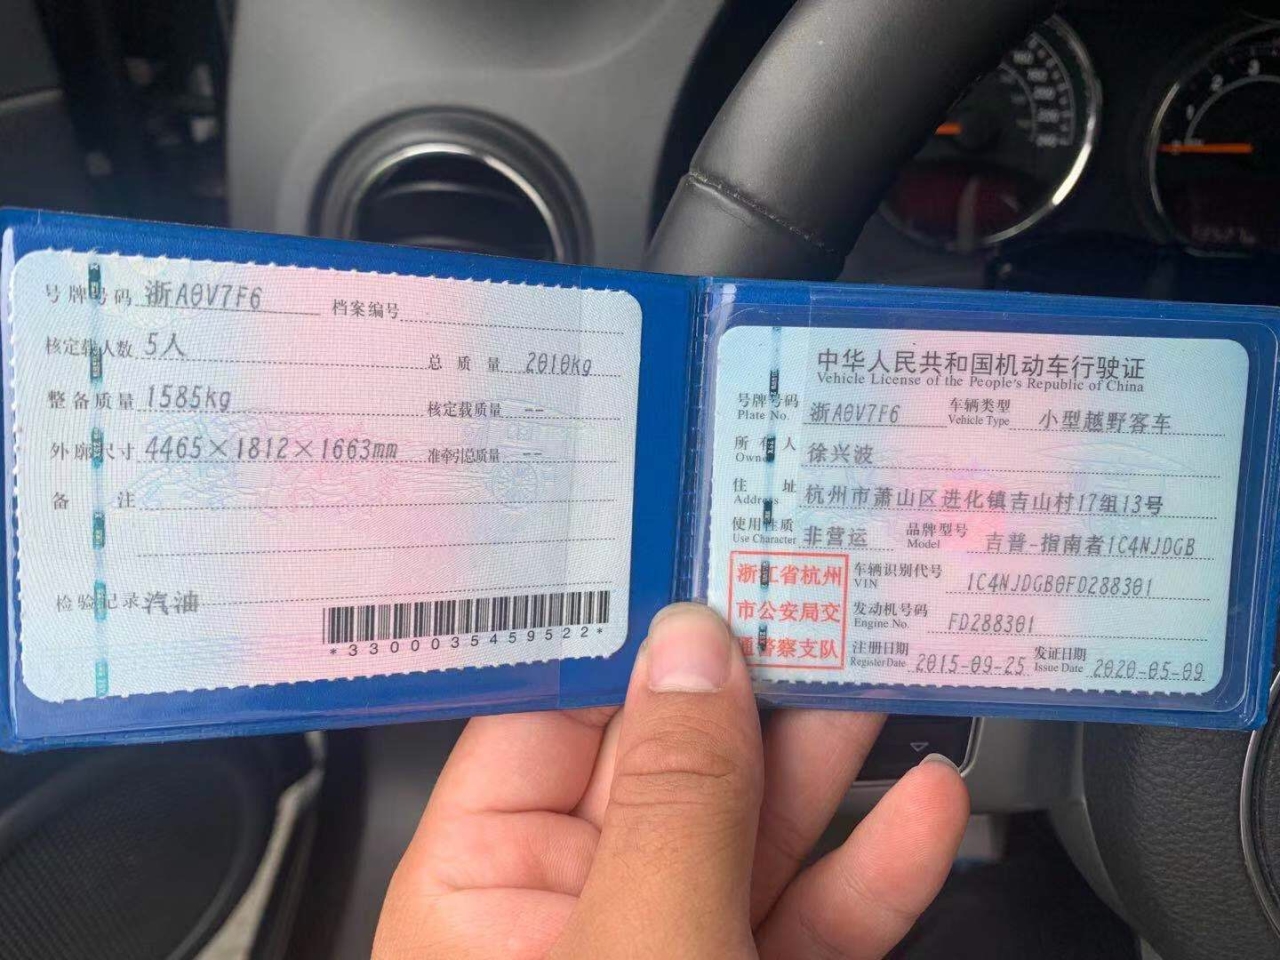 号牌号码 浙A0V7F6 档案编号
核定载人数 5人 总质量 2010kg
整备质量 1585kg 核定载质量 --
外廓尺寸 4465×1812×1663mm 准牵引总质量 --
备注
检验记录 汽油
*3300035459522*
中华人民共和国机动车行驶证
Vehicle License of the People's Republic of China
号牌号码 浙A0V7F6 车辆类型 小型越野客车
Plate No. Vehicle Type
所有人 徐兴波
Owner
住址 杭州市萧山区进化镇吉山村17组13号
Address
使用性质 非营运 品牌型号 吉普-指南者1C4NJDGB
Use Character Model
浙江省杭州
市公安局交
通警察支队
车辆识别代号 1C4NJDGB0FD288301
VIN
发动机号码 FD288301
Engine No.
注册日期 2015-09-25 发证日期 2020-05-09
Register Date Issue Date
1
2
3